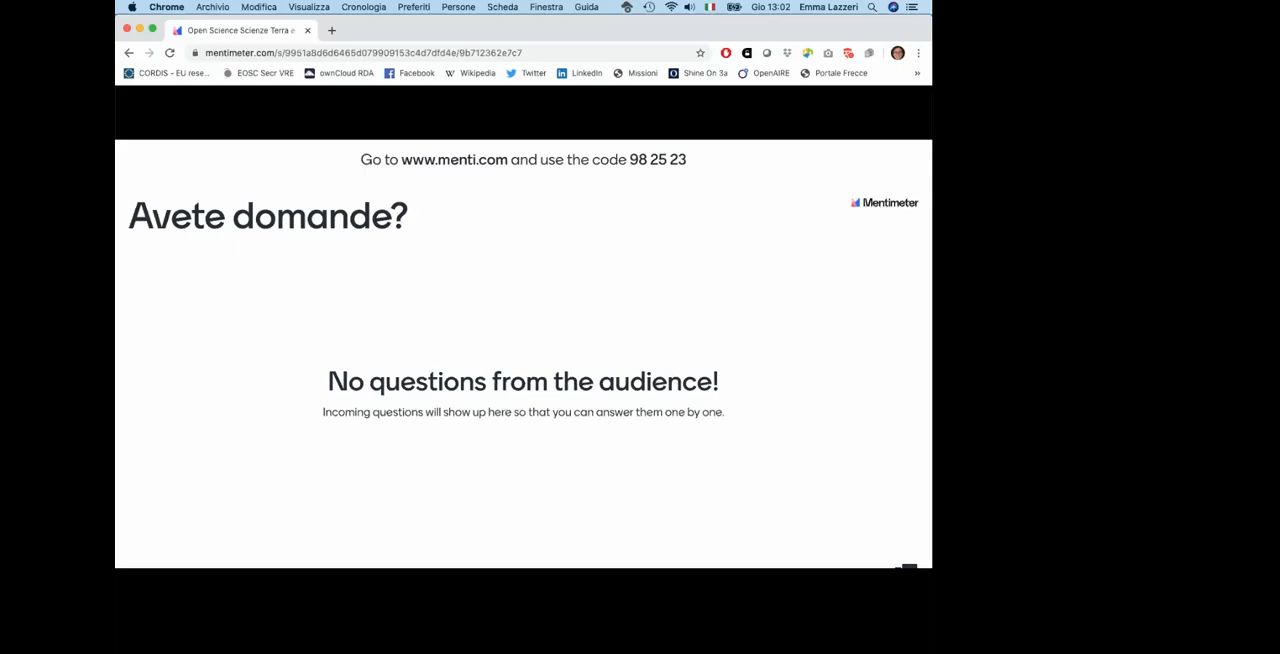 Chrome Archivio Modifica Visualizza Cronologia Preferiti Persone Scheda Finestra Guida Gio 13:02 Emma Lazzeri
Open Science Scienze Terra e
mentimeter.com/s/9951a8d6d6465d079909153c4d7dfd4e/9b712362e7c7
CORDIS - EU rese... EOSC Secr VRE ownCloud RDA Facebook Wikipedia Twitter LinkedIn Missioni Shine On 3a OpenAIRE Portale Frecce
Go to www.menti.com and use the code 98 25 23
Avete domande?
Mentimeter
No questions from the audience!
Incoming questions will show up here so that you can answer them one by one.